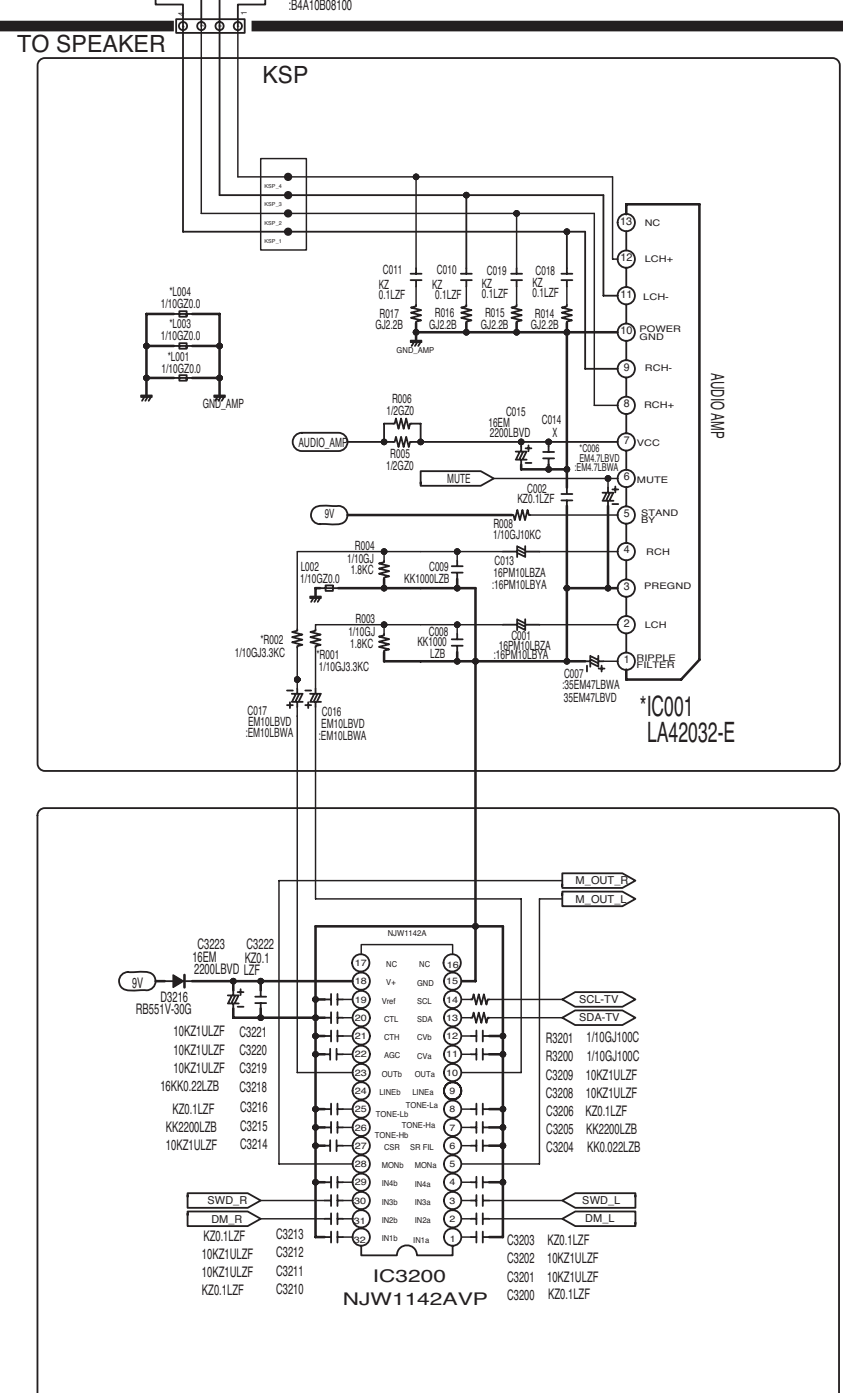 :B4A10B08100
4
1
TO SPEAKER
KSP
KSP_4
KSP_3
KSP_2
KSP_1
13 NC
12 LCH+
11 LCH-
10 POWER
GND
9 RCH-
8 RCH+
7 VCC
6 MUTE
5 STAND
BY
4 RCH
3 PREGND
2 LCH
1 RIPPLE
FILTER
AUDIO AMP
*IC001
LA42032-E
C011
KZ
0.1LZF
R017
GJ2.2B
C010
KZ
0.1LZF
R016
GJ2.2B
C019
KZ
0.1LZF
R015
GJ2.2B
C018
KZ
0.1LZF
R014
GJ2.2B
GND_AMP
*L004
1/10GZ0.0
*L003
1/10GZ0.0
*L001
1/10GZ0.0
GND_AMP
R006
1/2GZ0
AUDIO_AMP
R005
1/2GZ0
C015
16EM
2200LBVD
C014
X
*C006
EM4.7LBVD
:EM4.7LBWA
MUTE
C002
KZ0.1LZF
9V
R008
1/10GJ10KC
R004
1/10GJ
1.8KC
L002
1/10GZ0.0
C009
KK1000LZB
C013
16PM10LBZA
:16PM10LBYA
*R002
1/10GJ3.3KC
R003
1/10GJ
1.8KC
*R001
1/10GJ3.3KC
C008
KK1000
LZB
C001
16PM10LBZA
:16PM10LBYA
C007
:35EM47LBWA
35EM47LBVD
C017
EM10LBVD
:EM10LBWA
C016
EM10LBVD
:EM10LBWA
M_OUT_R
M_OUT_L
NJW1142A
C3223
16EM
2200LBVD
C3222
KZ0.1
LZF
9V
D3216
RB551V-30G
17 NC NC 16
18 V+ GND 15
19 Vref SCL 14 SCL-TV
20 CTL SDA 13 SDA-TV
21 CTH CVb 12
22 AGC CVa 11
23 OUTb OUTa 10
24 LINEb LINEa 9
25 TONE-Lb TONE-La 8
26 TONE-Hb TONE-Ha 7
27 CSR SR FIL 6
28 MONb MONa 5
29 IN4b IN4a 4
SWD_R 30 IN3b IN3a 3 SWD_L
DM_R 31 IN2b IN2a 2 DM_L
32 IN1b IN1a 1
10KZ1ULZF C3221
10KZ1ULZF C3220
10KZ1ULZF C3219
16KK0.22LZB C3218
KZ0.1LZF C3216
KK2200LZB C3215
10KZ1ULZF C3214
R3201 1/10GJ100C
R3200 1/10GJ100C
C3209 10KZ1ULZF
C3208 10KZ1ULZF
C3206 KZ0.1LZF
C3205 KK2200LZB
C3204 KK0.022LZB
KZ0.1LZF C3213
10KZ1ULZF C3212
10KZ1ULZF C3211
KZ0.1LZF C3210
C3203 KZ0.1LZF
C3202 10KZ1ULZF
C3201 10KZ1ULZF
C3200 KZ0.1LZF
IC3200
NJW1142AVP